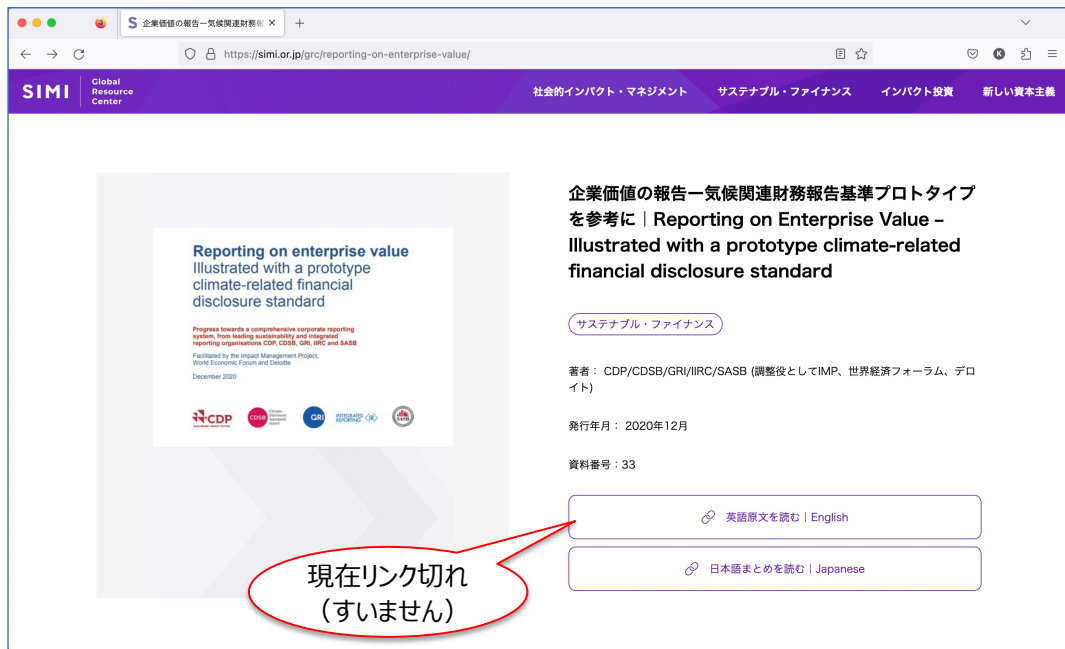 企業価値の報告ー気候関連財務報
https://simi.or.jp/grc/reporting-on-enterprise-value/
K
SIMI
Global
Resource
Center
社会的インパクト・マネジメント サステナブル・ファイナンス インパクト投資 新しい資本主義
Reporting on enterprise value
Illustrated with a prototype
climate-related financial
disclosure standard
Progress towards a comprehensive corporate reporting
system, from leading sustainability and integrated
reporting organisations CDP, CDSB, GRI, IIRC and SASB
Facilitated by the Impact Management Project,
World Economic Forum and Deloitte
December 2020
CDP
CDSB
Climate
Disclosure
Standards
Board
GRI
INTEGRATED
REPORTING <IR>
SASB
企業価値の報告ー気候関連財務報告基準プロトタイプ
を参考に｜Reporting on Enterprise Value –
Illustrated with a prototype climate-related
financial disclosure standard
サステナブル・ファイナンス
著者： CDP/CDSB/GRI/IIRC/SASB (調整役としてIMP、世界経済フォーラム、デロ
イト)
発行年月： 2020年12月
資料番号：33
英語原文を読む｜English
日本語まとめを読む｜Japanese
現在リンク切れ
（すいません）